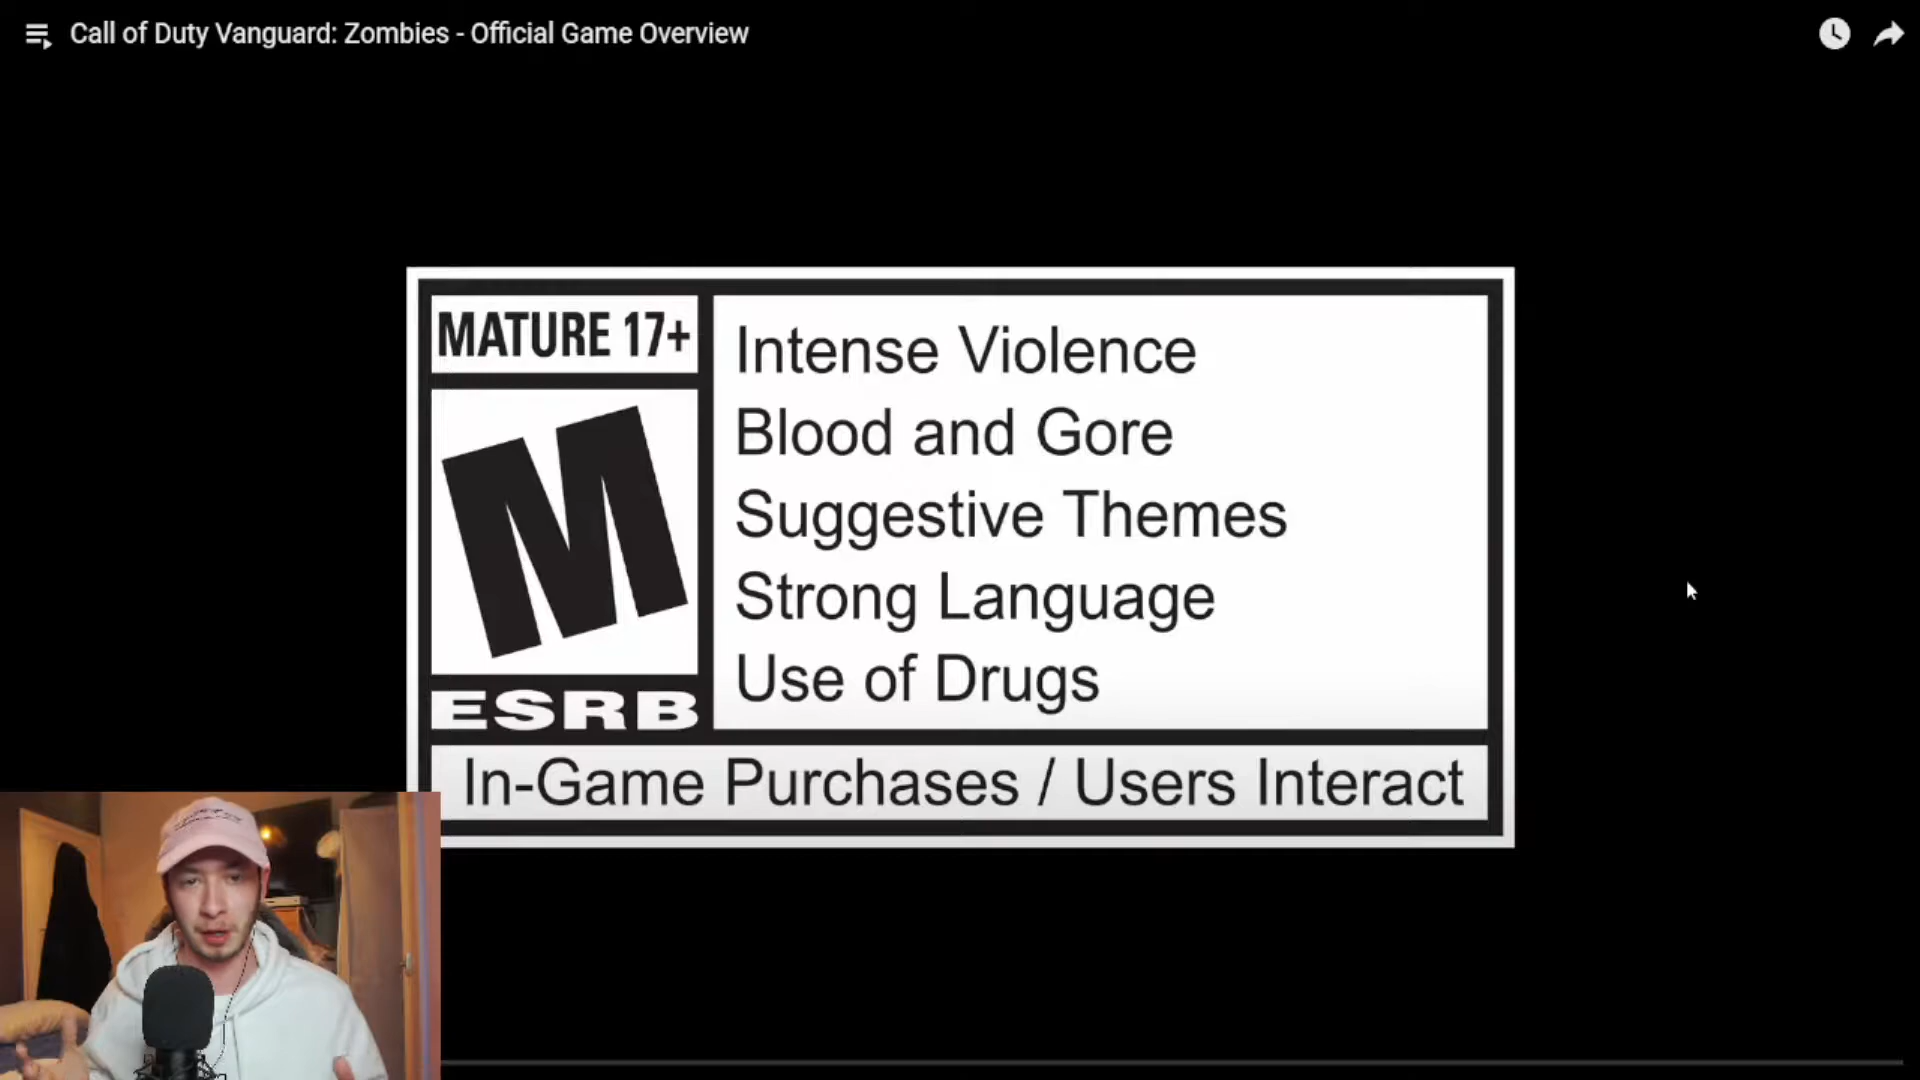 Call of Duty Vanguard: Zombies - Official Game Overview
MATURE 17+
M
ESRB
Intense Violence
Blood and Gore
Suggestive Themes
Strong Language
Use of Drugs
In-Game Purchases / Users Interact